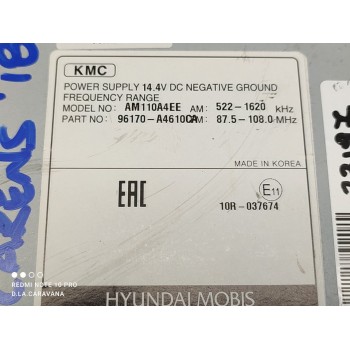 KMC
POWER SUPPLY 14.4V DC NEGATIVE GROUND
FREQUENCY RANGE
MODEL NO: AM110A4EE AM: 522-1620 kHz
PART NO: 96170-A4610CA M: 87.5-108.0 MHz
MADE IN KOREA
EAC
E11
10R-037674
HYUNDAI MOBIS
REDMI NOTE 10 PRO
D.LA.CARAVANA